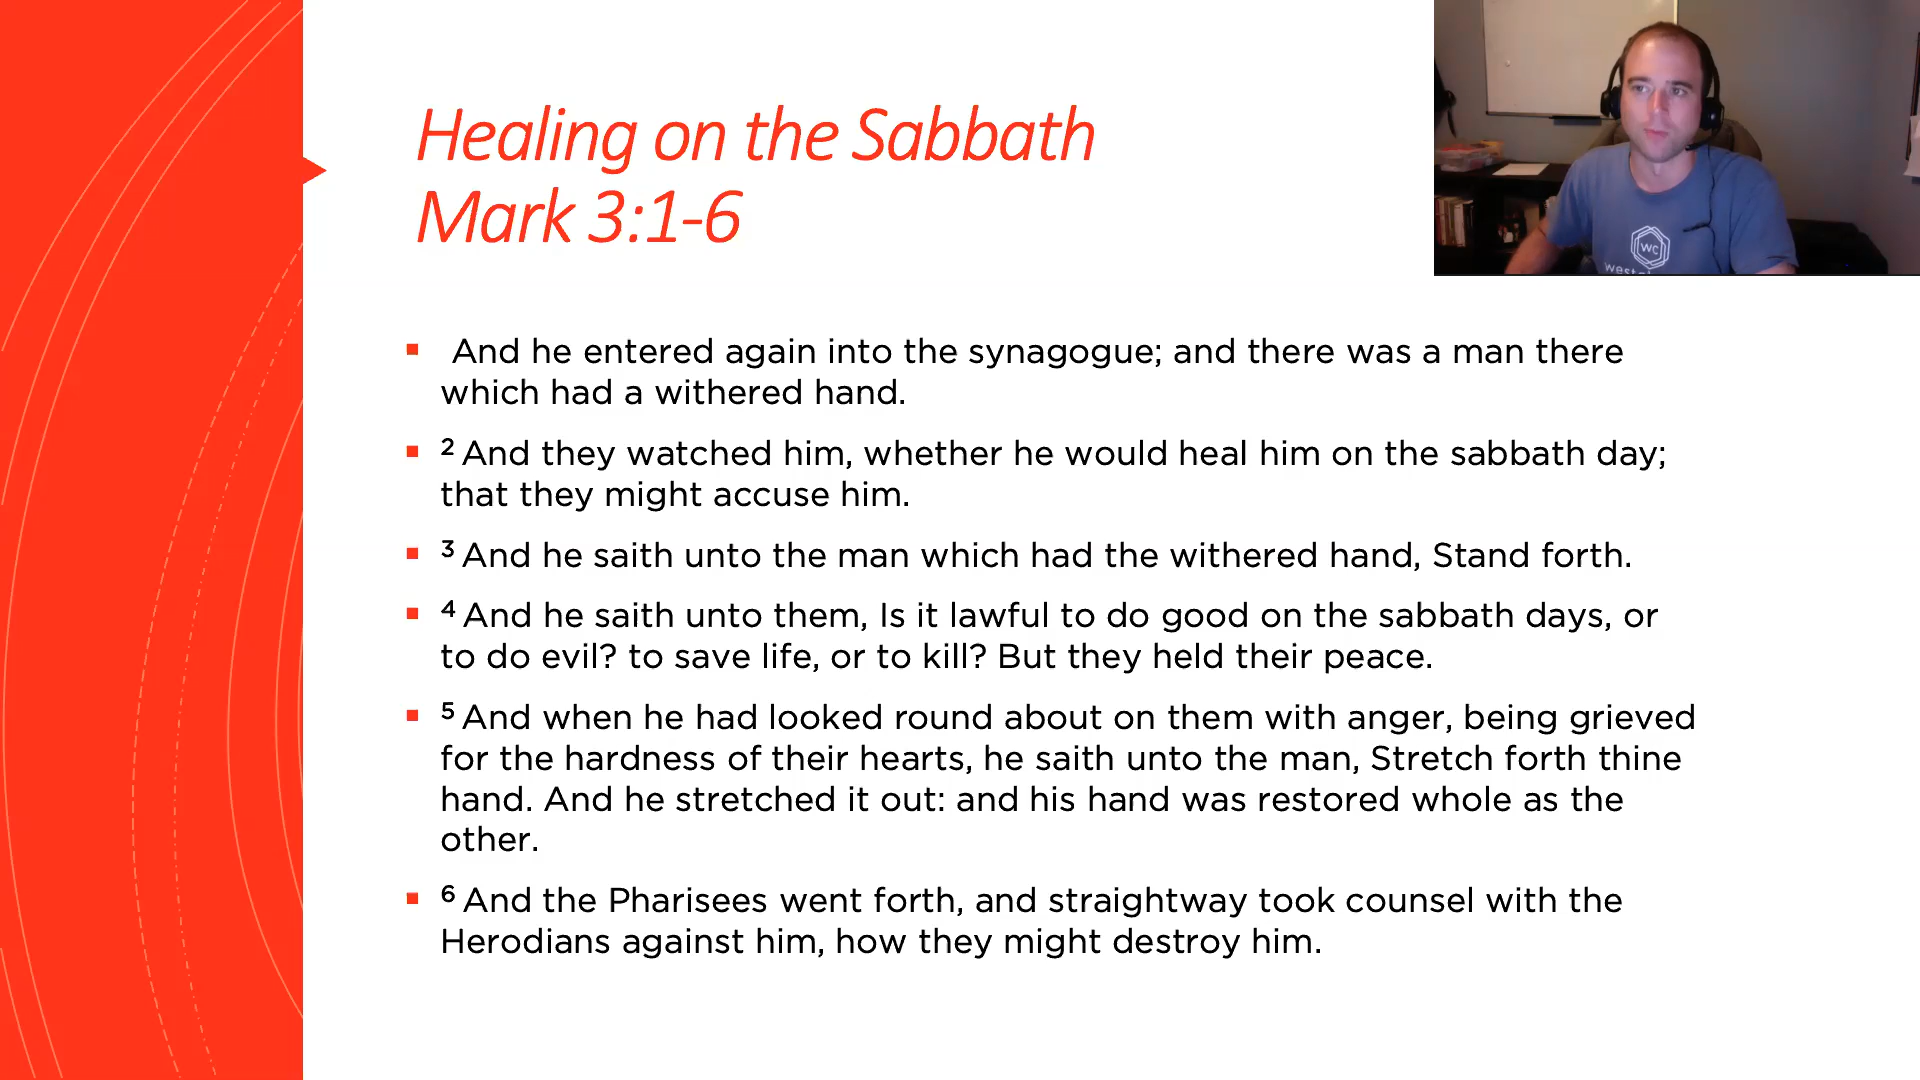 Healing on the Sabbath
Mark 3:1-6
And he entered again into the synagogue; and there was a man there
which had a withered hand.
2 And they watched him, whether he would heal him on the sabbath day;
that they might accuse him.
3 And he saith unto the man which had the withered hand, Stand forth.
4 And he saith unto them, Is it lawful to do good on the sabbath days, or
to do evil? to save life, or to kill? But they held their peace.
5 And when he had looked round about on them with anger, being grieved
for the hardness of their hearts, he saith unto the man, Stretch forth thine
hand. And he stretched it out: and his hand was restored whole as the
other.
6 And the Pharisees went forth, and straightway took counsel with the
Herodians against him, how they might destroy him.
WC